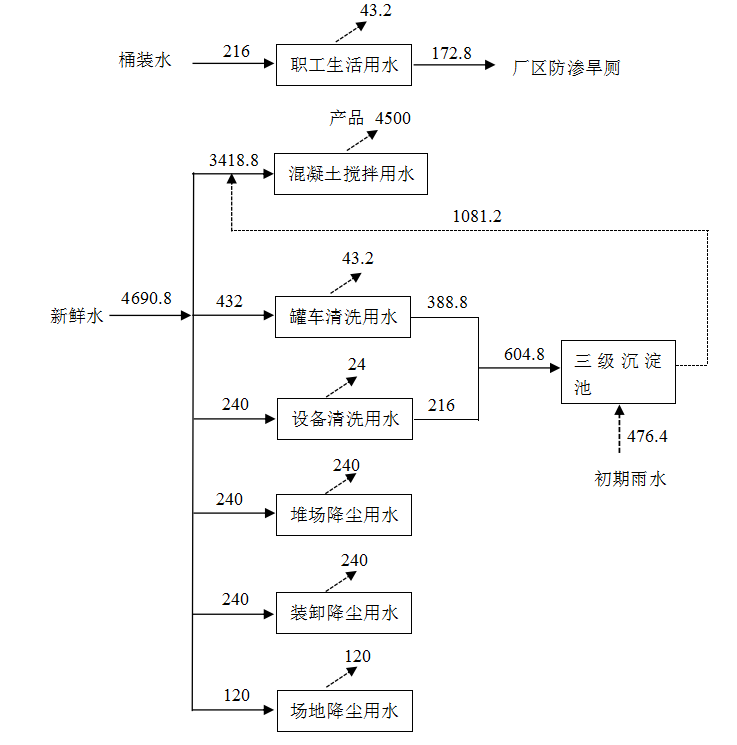 43.2
桶装水
216
职工生活用水
172.8
厂区防渗旱厕
产品 4500
3418.8
混凝土搅拌用水
1081.2
43.2
新鲜水
4690.8
432
罐车清洗用水
388.8
604.8
三级沉淀
池
24
240
设备清洗用水
216
476.4
初期雨水
240
240
堆场降尘用水
240
240
装卸降尘用水
120
120
场地降尘用水